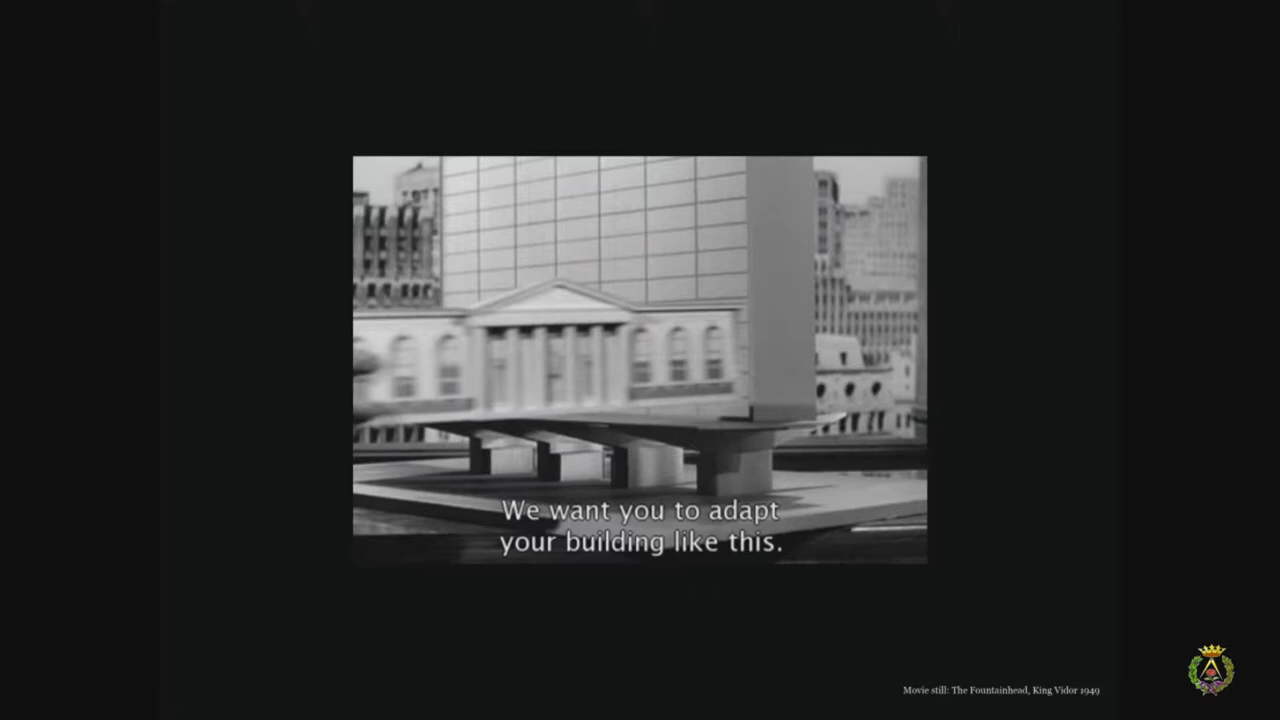 We want you to adapt
your building like this.
Movie still: The Fountainhead, King Vidor 1949